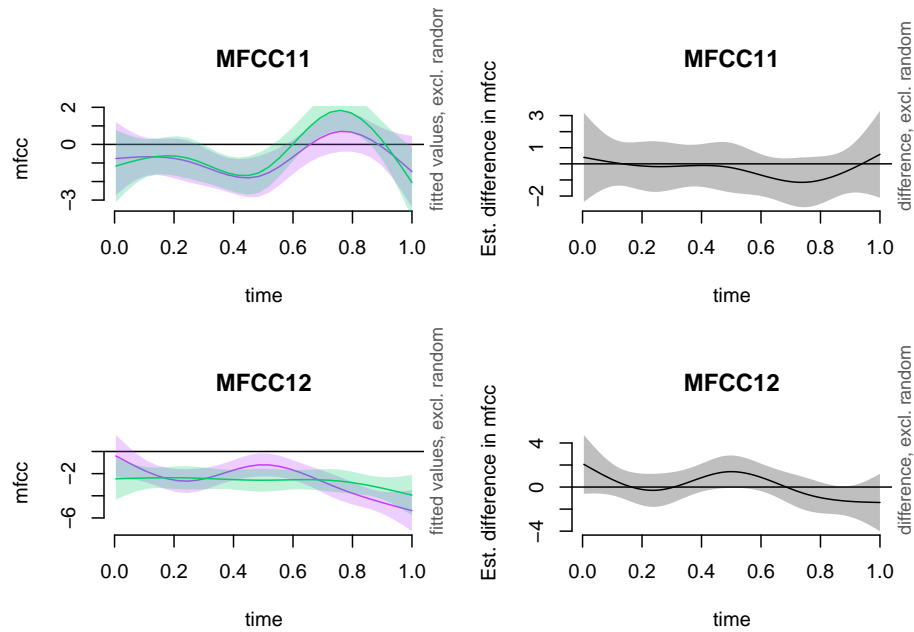 MFCC11
mfcc
2
0
−3
0.0 0.2 0.4 0.6 0.8 1.0
time
fitted values, excl. random
MFCC11
Est. difference in mfcc
3
1
−2
0.0 0.2 0.4 0.6 0.8 1.0
time
difference, excl. random
MFCC12
mfcc
−2
−6
0.0 0.2 0.4 0.6 0.8 1.0
time
fitted values, excl. random
MFCC12
Est. difference in mfcc
4
0
−4
0.0 0.2 0.4 0.6 0.8 1.0
time
difference, excl. random